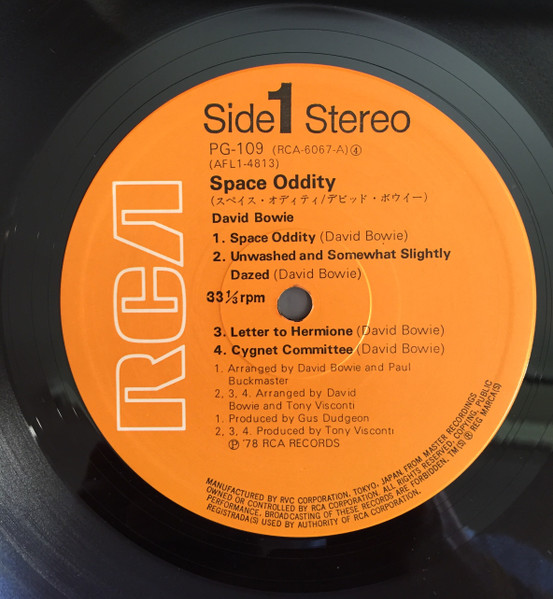 Side 1 Stereo
PG-109 (RCA-6067-A)④
(AFL1-4813)
Space Oddity
(スペイス・オディティ/デビッド・ボウイー)
David Bowie
1. Space Oddity (David Bowie)
2. Unwashed and Somewhat Slightly
Dazed (David Bowie)
33⅓ rpm
3. Letter to Hermione (David Bowie)
4. Cygnet Committee (David Bowie)
1. Arranged by David Bowie and Paul
Buckmaster
2, 3, 4. Arranged by David
Bowie and Tony Visconti
1. Produced by Gus Dudgeon
2, 3, 4. Produced by Tony Visconti
Ⓟ '78 RCA RECORDS
RCA
MANUFACTURED BY RVC CORPORATION, TOKYO, JAPAN FROM MASTER RECORDINGS
OWNED OR CONTROLLED BY RCA CORPORATION. ALL RIGHTS RESERVED, COPYING, PUBLIC
PERFORMANCE, BROADCASTING OF THESE RECORDS ARE FORBIDDEN. TM(S) Ⓡ REG MARCA(S)
REGISTRADA(S) USED BY AUTHORITY OF RCA CORPORATION.